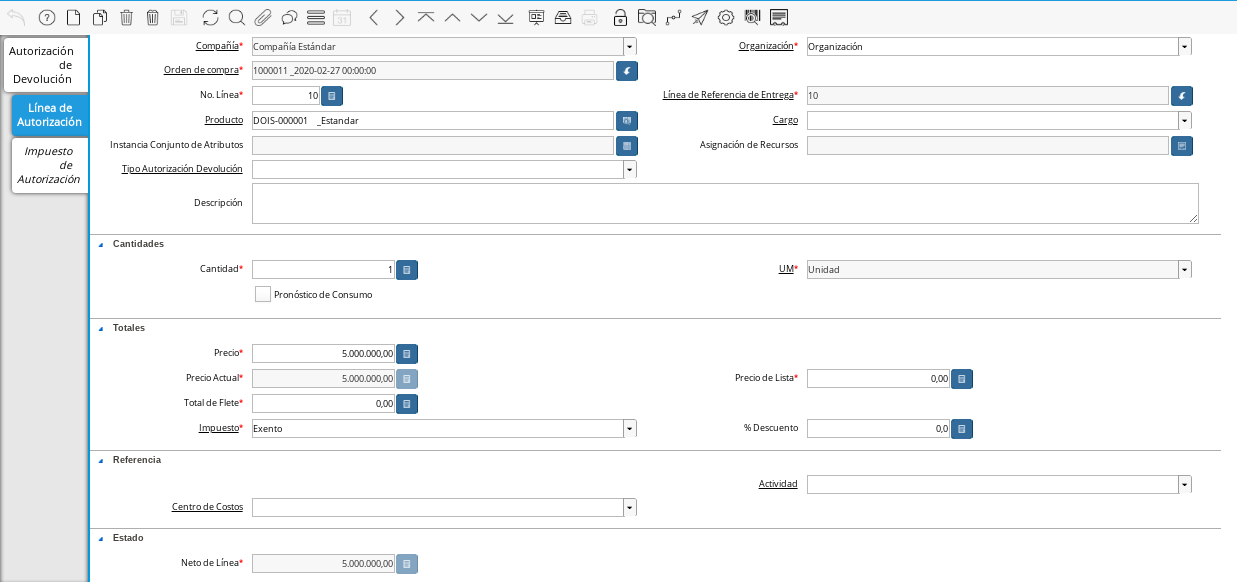 Autorización
de
Devolución
Línea de
Autorización
Impuesto
de
Autorización
Compañía* Compañía Estándar Organización* Organización
Orden de compra* 1000011 _2020-02-27 00:00:00
No. Línea* 10 Línea de Referencia de Entrega* 10
Producto DOIS-000001 _Estandar Cargo
Instancia Conjunto de Atributos Asignación de Recursos
Tipo Autorización Devolución
Descripción
Cantidades
Cantidad* 1 UM* Unidad
Pronóstico de Consumo
Totales
Precio* 5.000.000,00
Precio Actual* 5.000.000,00 Precio de Lista* 0,00
Total de Flete* 0,00
Impuesto* Exento % Descuento 0,0
Referencia
Actividad
Centro de Costos
Estado
Neto de Línea* 5.000.000,00